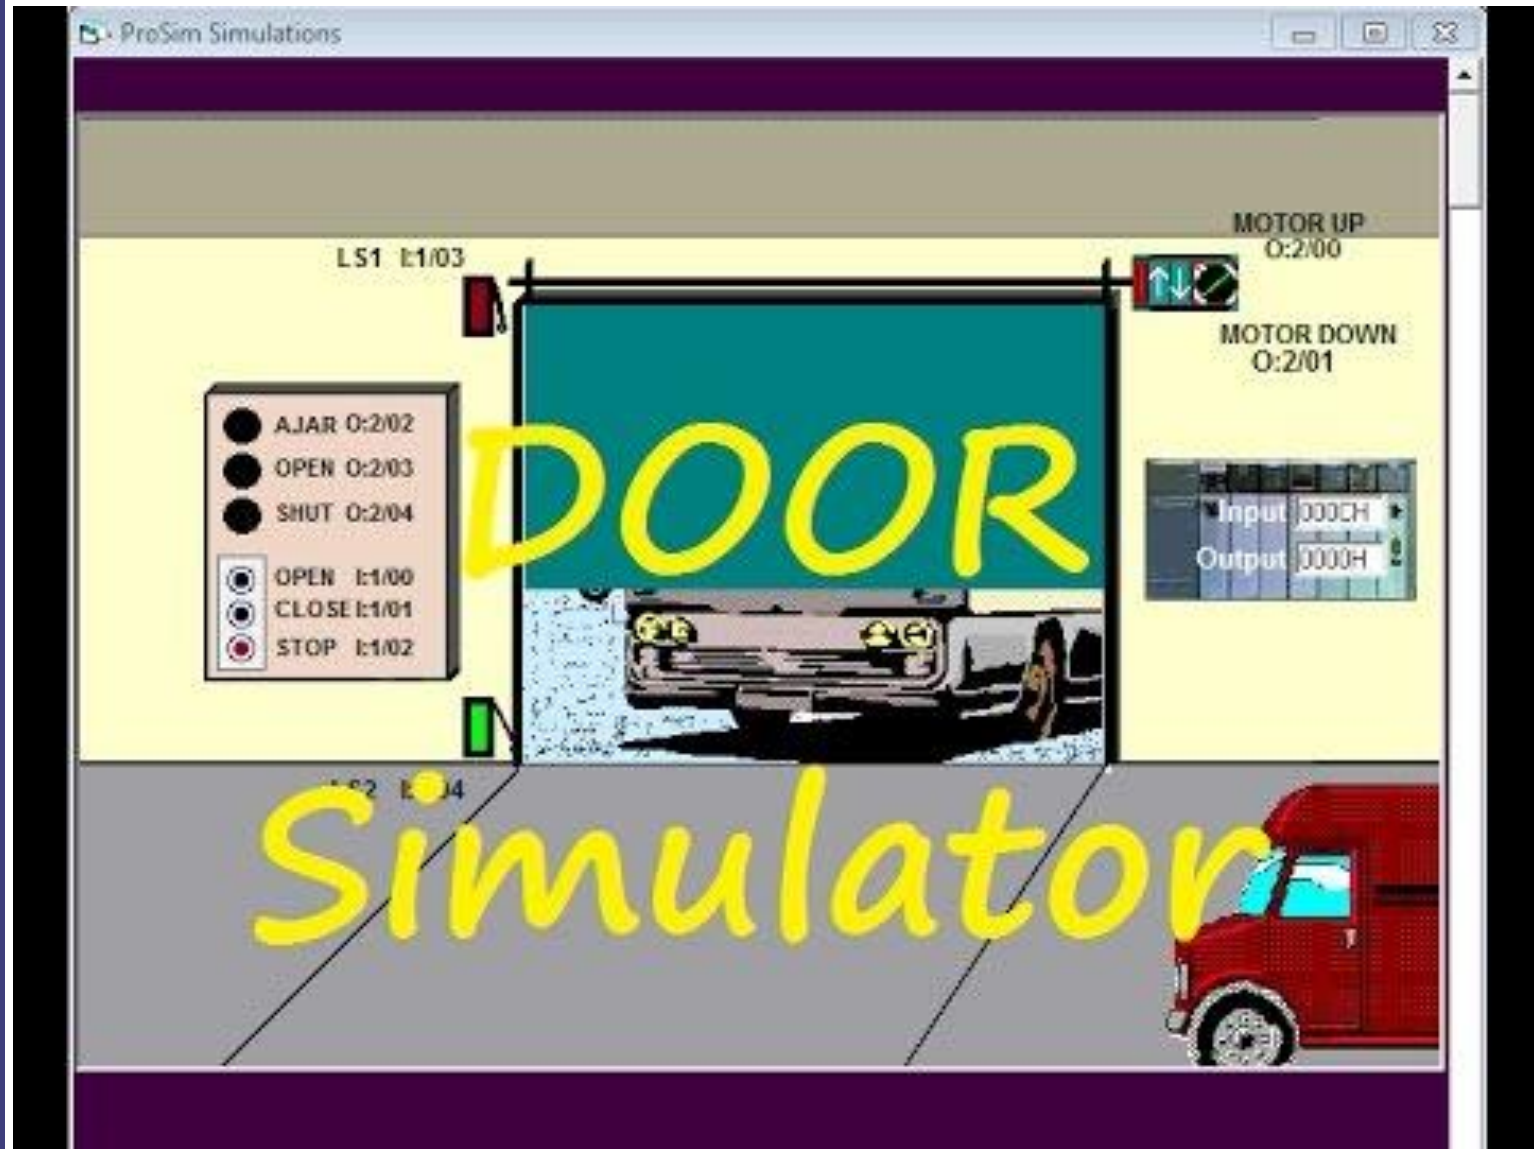 ProSim Simulations
MOTOR UP
O:2/00
LS1 I:1/03
MOTOR DOWN
O:2/01
AJAR O:2/02
OPEN O:2/03
SHUT O:2/04
OPEN I:1/00
CLOSE I:1/01
STOP I:1/02
DOOR
Input 000CH
Output 0000H
Simulator